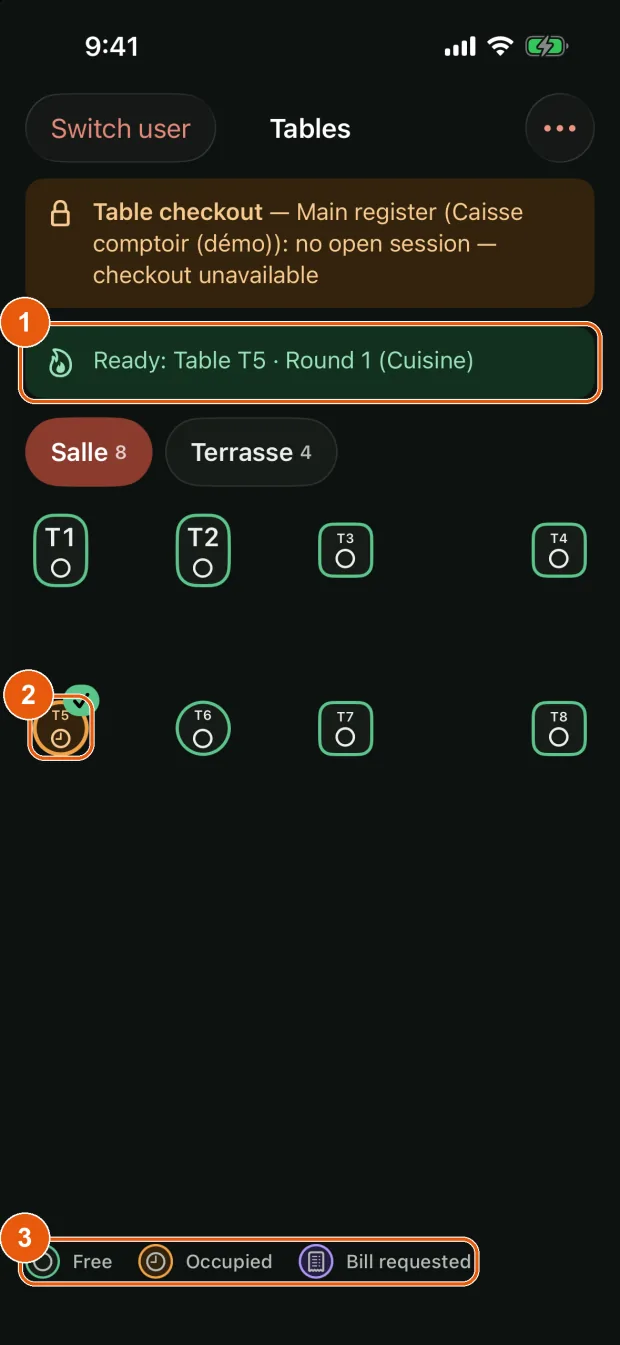 9:41
Switch user
Tables
Table checkout — Main register (Caisse
comptoir (démo)): no open session —
checkout unavailable
1
Ready: Table T5 · Round 1 (Cuisine)
Salle 8
Terrasse 4
T1
T2
T3
T4
2
T5
T6
T7
T8
3
Free
Occupied
Bill requested